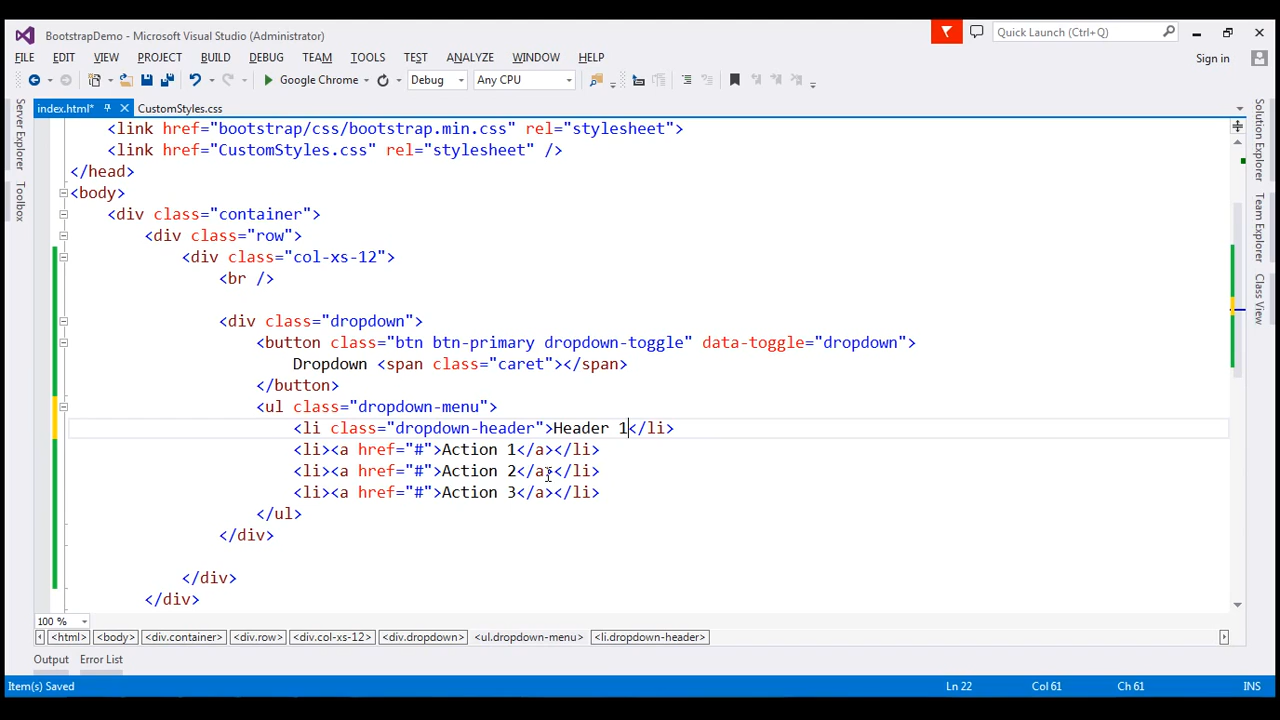 BootstrapDemo - Microsoft Visual Studio (Administrator)
Quick Launch (Ctrl+Q)
FILE EDIT VIEW PROJECT BUILD DEBUG TEAM TOOLS TEST ANALYZE WINDOW HELP
Sign in
Google Chrome Debug Any CPU
index.html* CustomStyles.css
Server Explorer
Toolbox
<link href="bootstrap/css/bootstrap.min.css" rel="stylesheet">
<link href="CustomStyles.css" rel="stylesheet" />
</head>
<body>
<div class="container">
<div class="row">
<div class="col-xs-12">
<br />
<div class="dropdown">
<button class="btn btn-primary dropdown-toggle" data-toggle="dropdown">
Dropdown <span class="caret"></span>
</button>
<ul class="dropdown-menu">
<li class="dropdown-header">Header 1</li>
<li><a href="#">Action 1</a></li>
<li><a href="#">Action 2</a></li>
<li><a href="#">Action 3</a></li>
</ul>
</div>
</div>
</div>
Solution Explorer
Team Explorer
Class View
100 %
<html> <body> <div.container> <div.row> <div.col-xs-12> <div.dropdown> <ul.dropdown-menu> <li.dropdown-header>
Output Error List
Item(s) Saved Ln 22 Col 61 Ch 61 INS